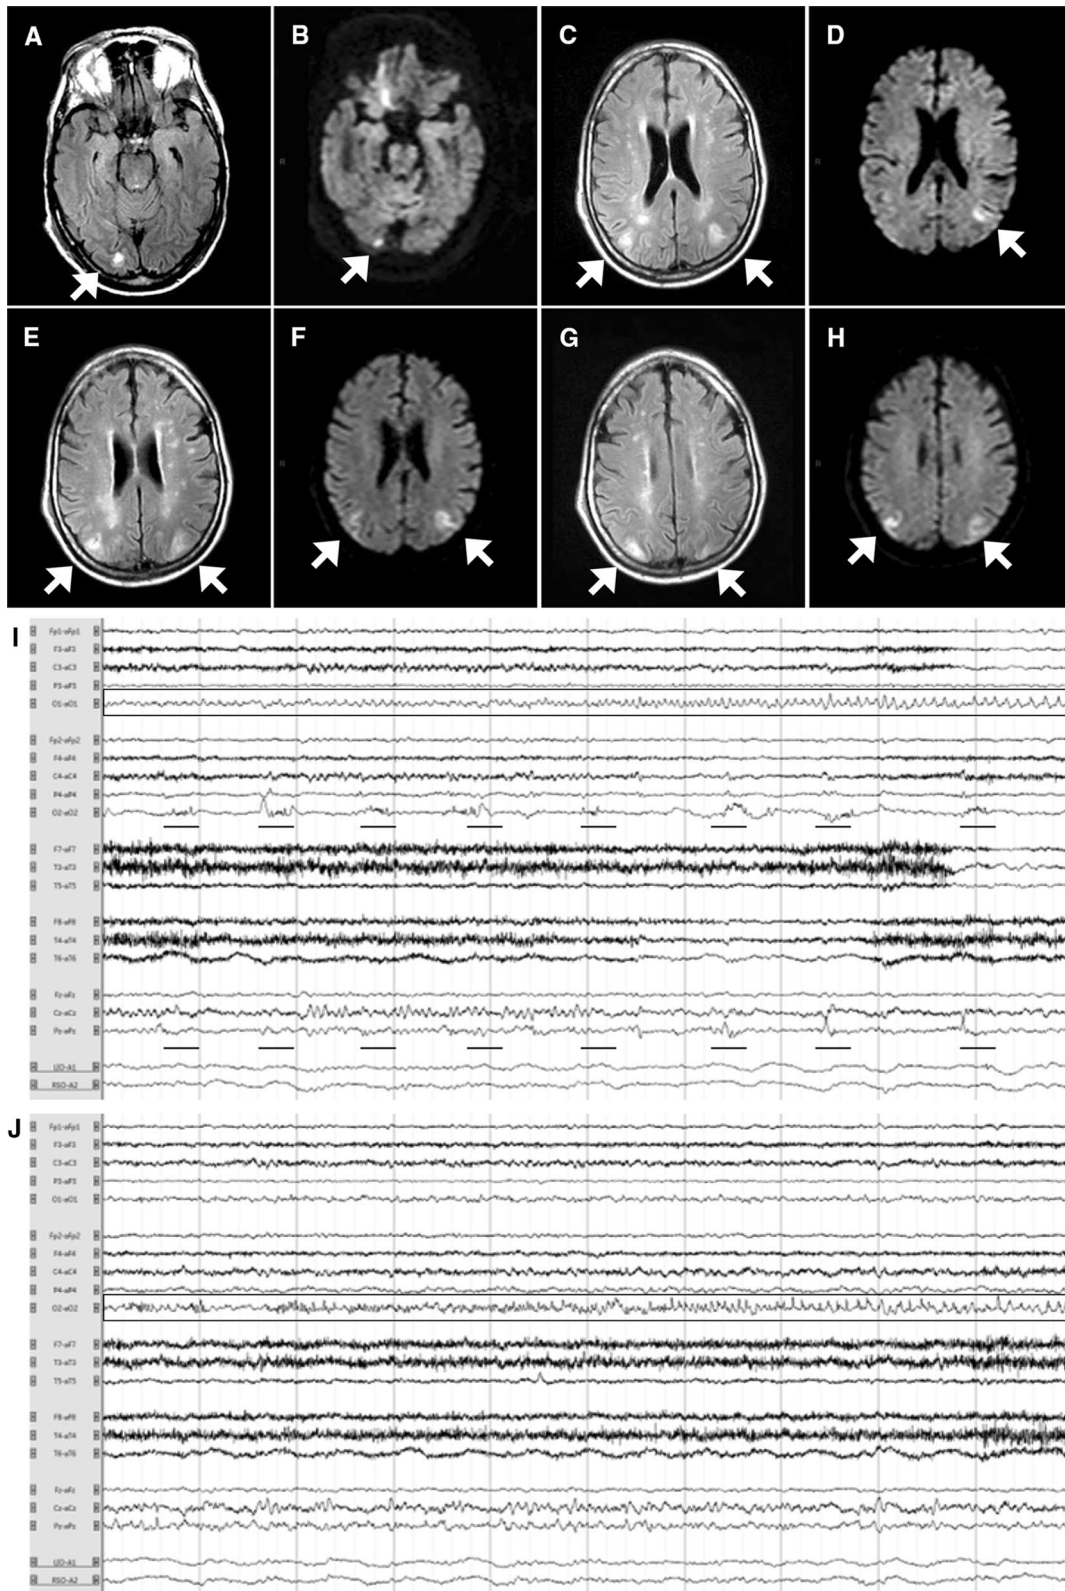 A
B
C
D
R
R
E
F
G
H
R
R
I
Fp1-aFp1
F3-aF3
C3-aC3
P3-aP3
O1-aO1
Fp2-aFp2
F4-aF4
C4-aC4
P4-aP4
O2-aO2
F7-aF7
T3-aT3
T5-aT5
F8-aF8
T4-aT4
T6-aT6
Fz-aFz
Cz-aCz
Pz-aPz
LIO-A1
RSO-A2
J
Fp1-aFp1
F3-aF3
C3-aC3
P3-aP3
O1-aO1
Fp2-aFp2
F4-aF4
C4-aC4
P4-aP4
O2-aO2
F7-aF7
T3-aT3
T5-aT5
F8-aF8
T4-aT4
T6-aT6
Fz-aFz
Cz-aCz
Pz-aPz
LIO-A1
RSO-A2